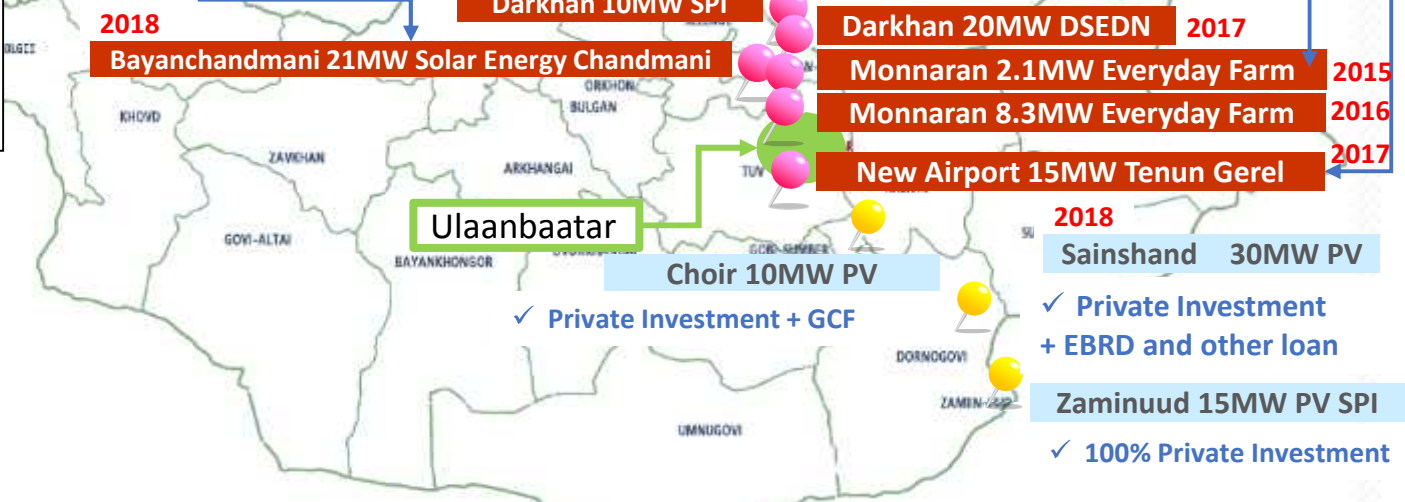 Darkhan 10MW SPI
2018
Darkhan 20MW DSEDN 2017
Bayanchandmani 21MW Solar Energy Chandmani
Monnaran 2.1MW Everyday Farm 2015
ORKHON
BULGAN
Monnaran 8.3MW Everyday Farm 2016
KHOVD
ZAVKHAN
ARKHANGAI
TUV
New Airport 15MW Tenun Gerel 2017
Ulaanbaatar
2018
GOVI-ALTAI
BAYANKHONGOR
Sainshand 30MW PV
Choir 10MW PV
✓ Private Investment + GCF
✓ Private Investment
+ EBRD and other loan
DORNOGOVI
Zaminuud 15MW PV SPI
UMNUGOVI
✓ 100% Private Investment